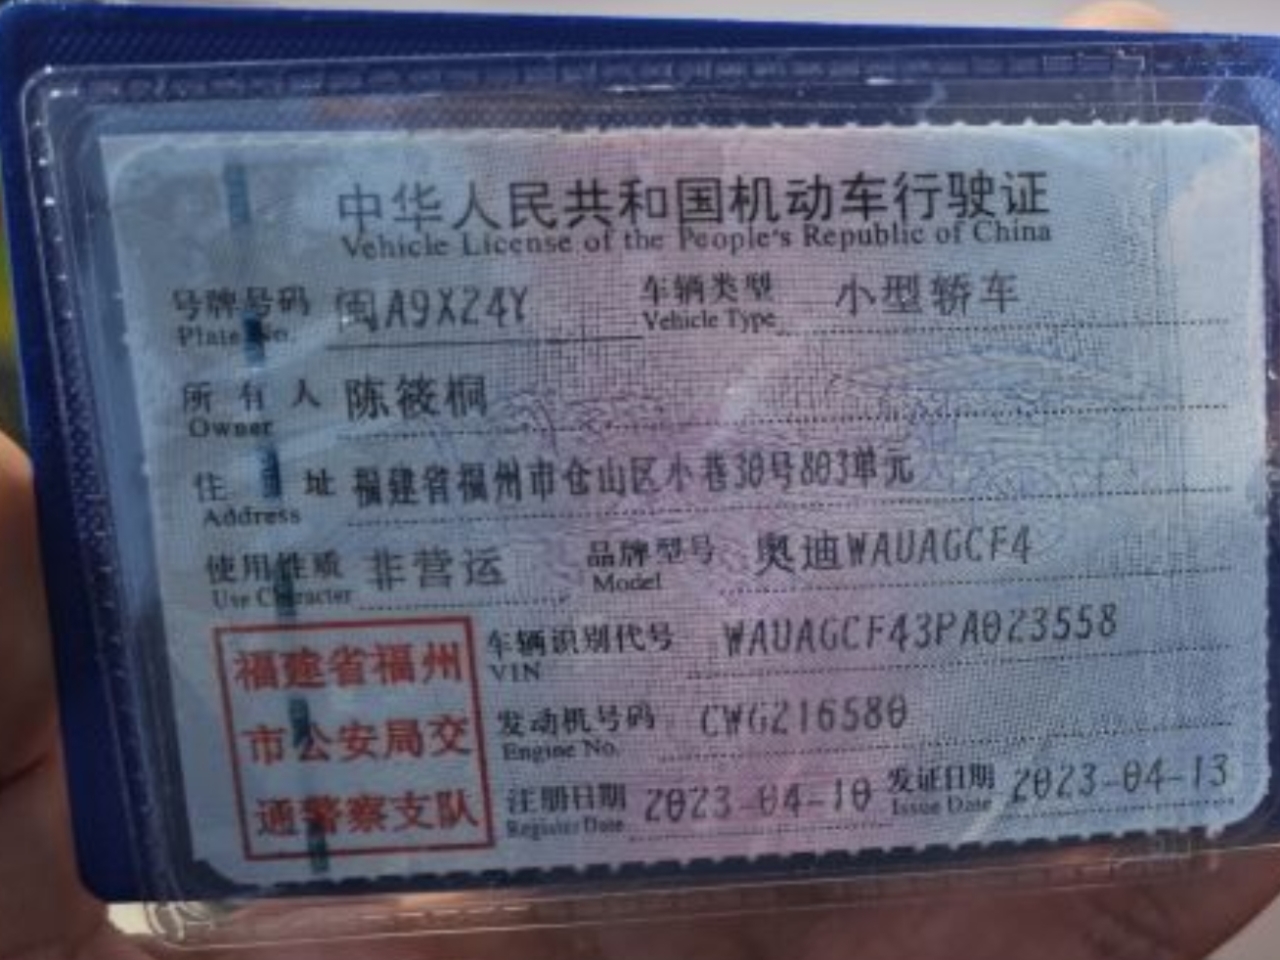 中华人民共和国机动车行驶证
Vehicle License of the People's Republic of China
号牌号码 闽A9X24Y 车辆类型 小型轿车
Plate No. Vehicle Type
所有人 陈筱桐
Owner
住址 福建省福州市仓山区小巷30号803单元
Address
使用性质 非营运 品牌型号 奥迪WAUAGCF4
Use Character Model
福建省福州
市公安局交
通警察支队
车辆识别代号 WAUAGCF43PA023558
VIN
发动机号码 CWG216580
Engine No.
注册日期 2023-04-10 发证日期 2023-04-13
Register Date Issue Date